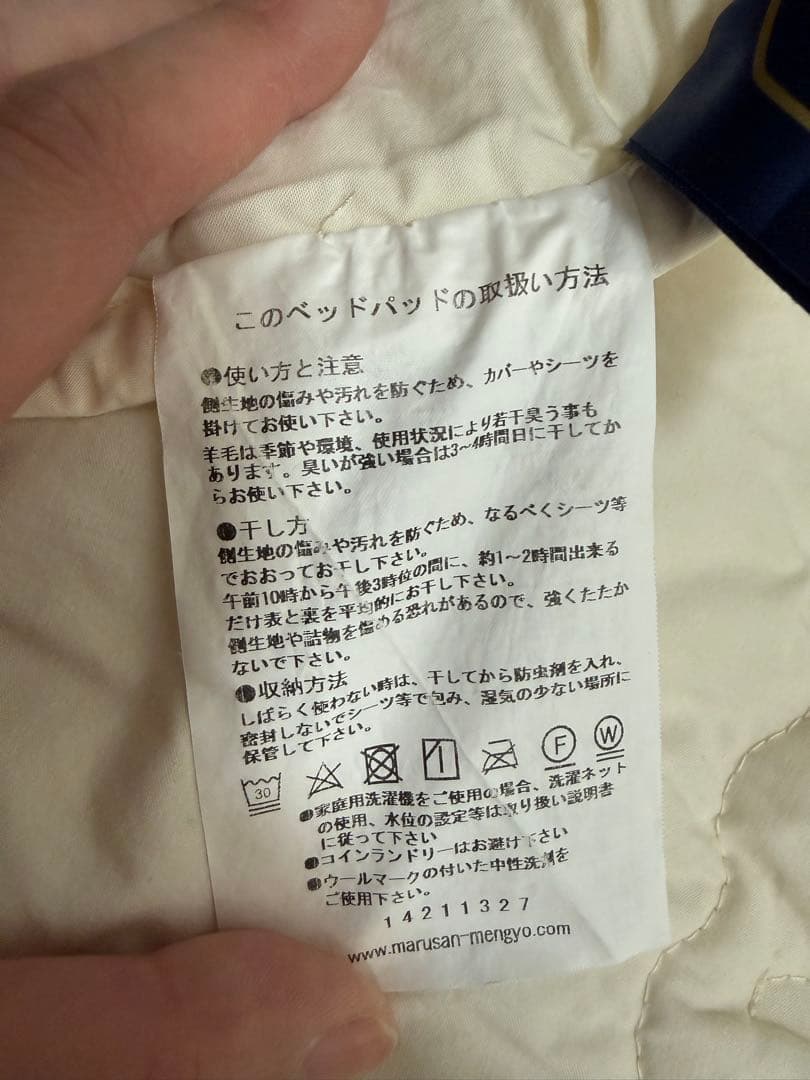 このベッドパッドの取扱い方法
●使い方と注意
側生地の傷みや汚れを防ぐため、カバーやシーツを
掛けてお使い下さい。
羊毛は季節や環境、使用状況により若干臭う事も
あります。臭いが強い場合は3~4時間日に干してか
らお使い下さい。
●干し方
側生地の傷みや汚れを防ぐため、なるべくシーツ等
でおおってお干し下さい。
午前10時から午後3時位の間に、約1~2時間出来る
だけ表と裏を平均的にお干し下さい。
側生地や詰物を傷める恐れがあるので、強くたたか
ないで下さい。
●収納方法
しばらく使わない時は、干してから防虫剤を入れ、
密封しないでシーツ等で包み、湿気の少ない場所に
保管して下さい。
30 F W
●家庭用洗濯機をご使用の場合、洗濯ネット
の使用、水位の設定等は取り扱い説明書
に従って下さい
●コインランドリーはお避け下さい
●ウールマークの付いた中性洗剤を
ご使用下さい。
14211327
www.marusan-mengyo.com